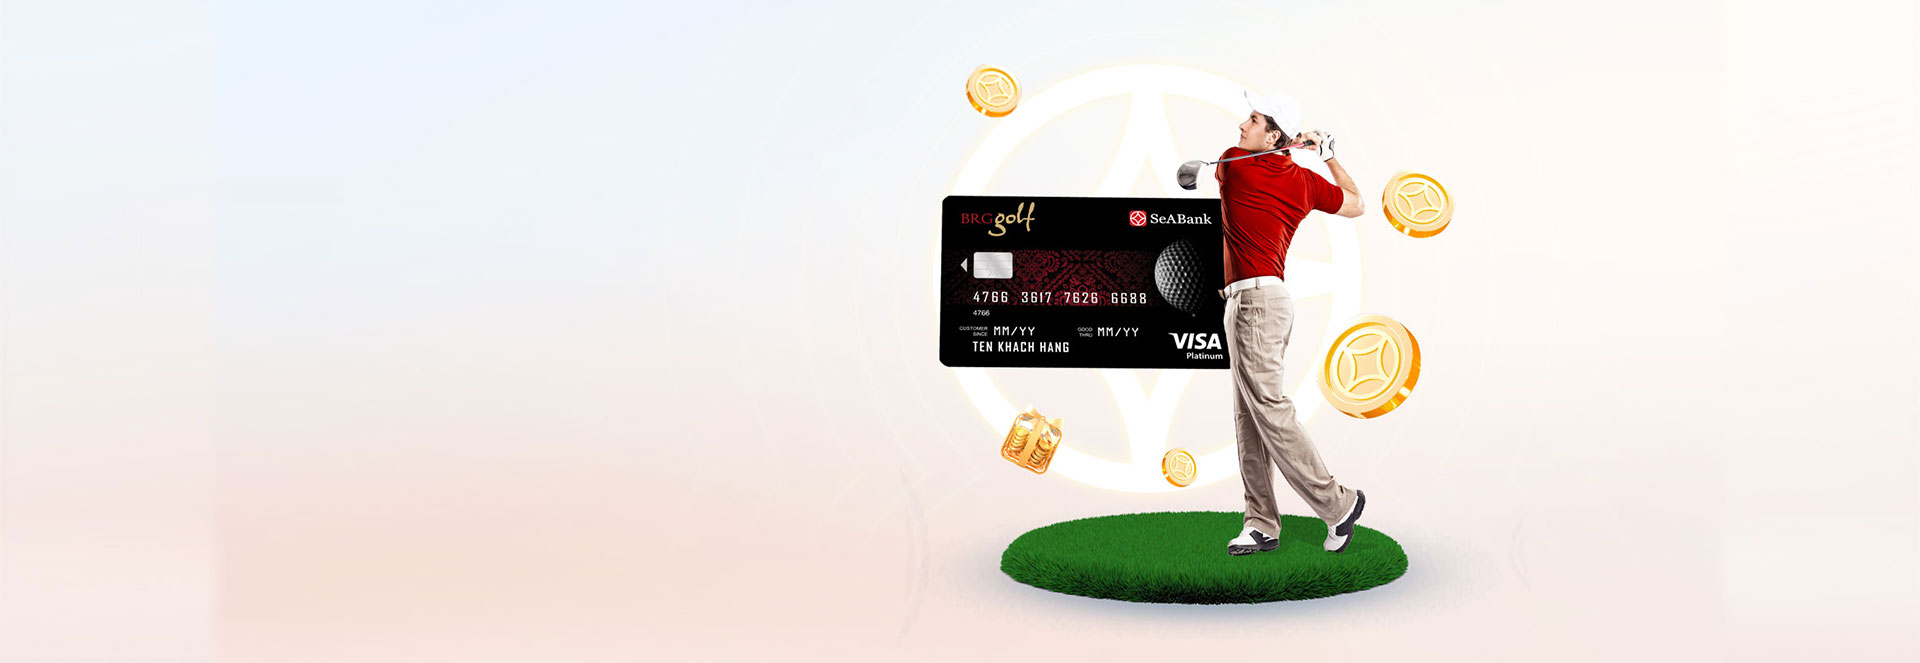 BRG golf
SeABank
4766 3617 7626 6688
4766
CUSTOMER SINCE MM/YY
GOOD THRU MM/YY
TEN KHACH HANG
VISA
Platinum